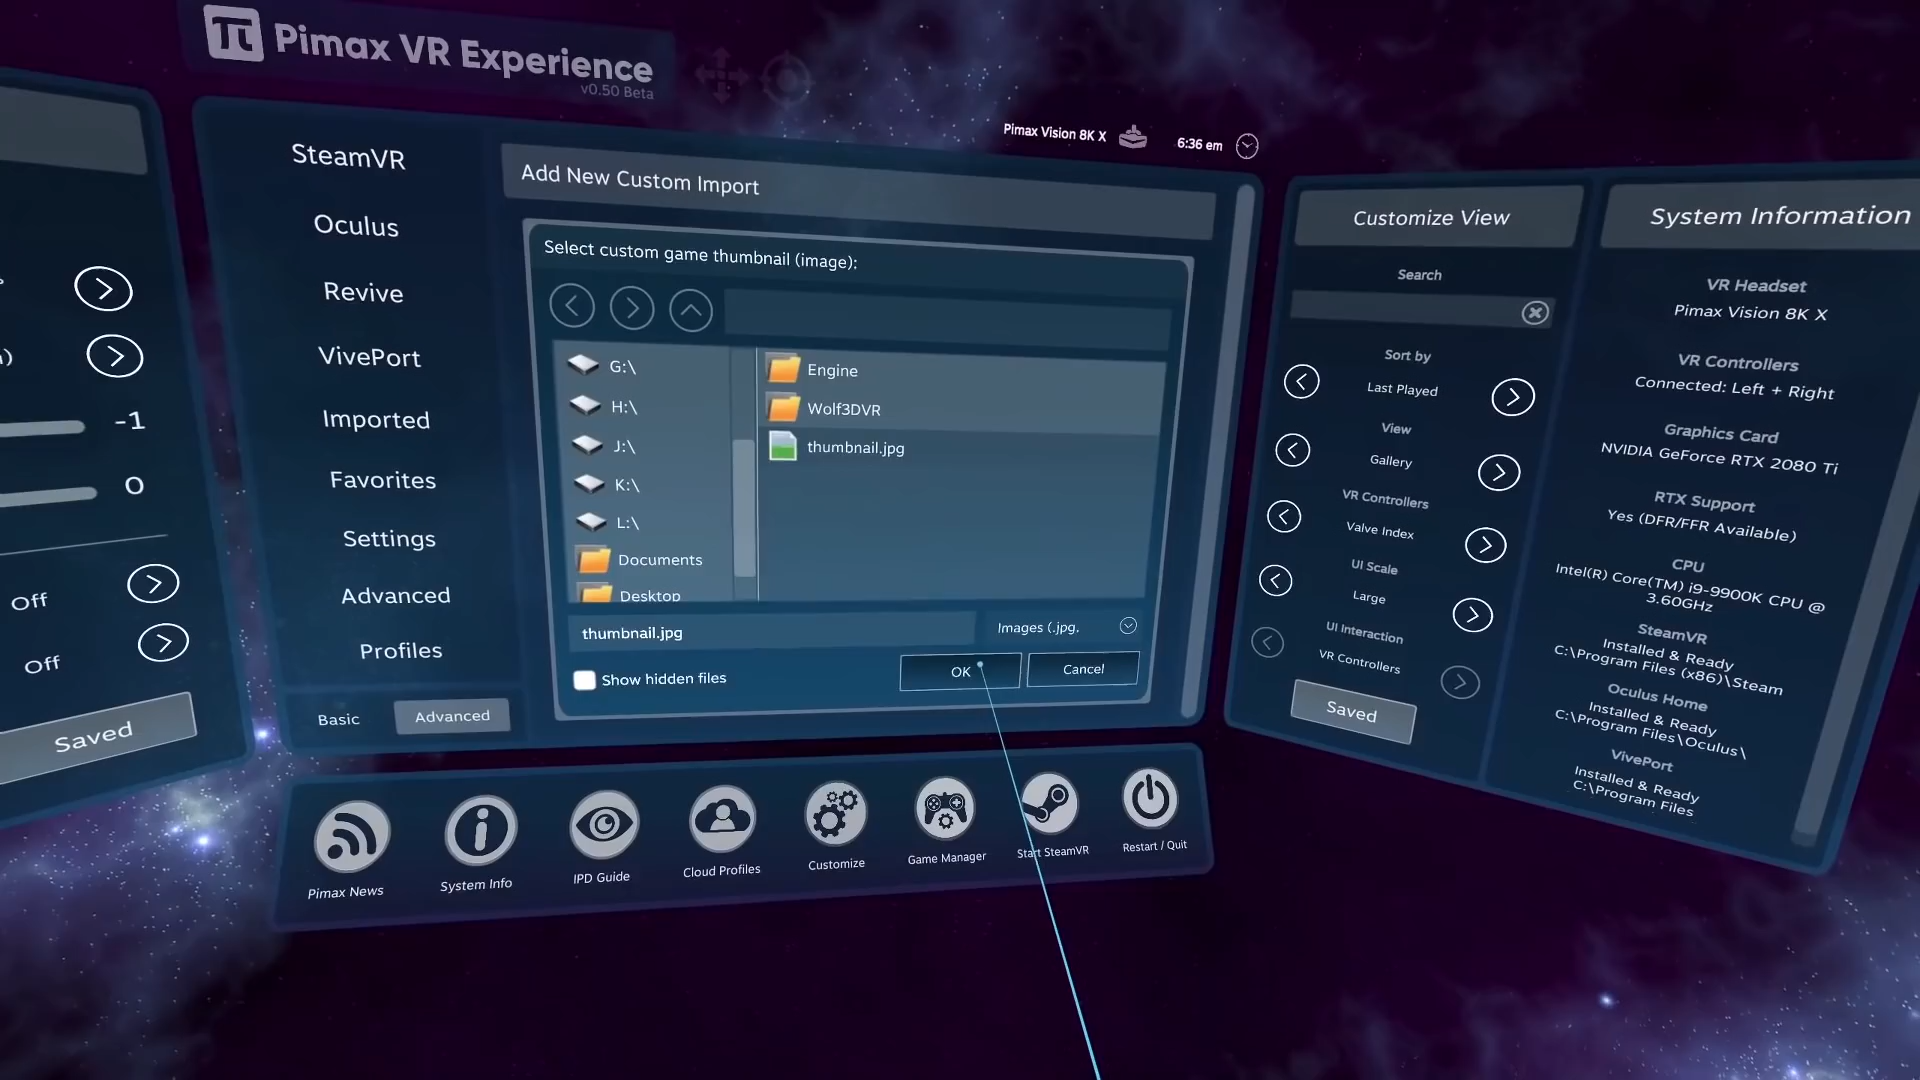 Pimax VR Experience
v0.50 Beta
Pimax Vision 8K X
6:36 em
SteamVR
Oculus
Revive
VivePort
Imported
Favorites
Settings
Advanced
Profiles
Basic
Advanced
-1
0
Off
Off
Saved
Add New Custom Import
Select custom game thumbnail (image):
G:\
H:\
J:\
K:\
L:\
Documents
Desktop
Engine
Wolf3DVR
thumbnail.jpg
thumbnail.jpg
Images (.jpg,
Show hidden files
OK
Cancel
Customize View
Search
Sort by
Last Played
View
Gallery
VR Controllers
Valve Index
UI Scale
Large
UI Interaction
VR Controllers
Saved
System Information
VR Headset
Pimax Vision 8K X
VR Controllers
Connected: Left + Right
Graphics Card
NVIDIA GeForce RTX 2080 Ti
RTX Support
Yes (DFR/FFR Available)
CPU
Intel(R) Core(TM) i9-9900K CPU @
3.60GHz
SteamVR
Installed & Ready
C:\Program Files (x86)\Steam
Oculus Home
Installed & Ready
C:\Program Files\Oculus\
VivePort
Installed & Ready
C:\Program Files
Pimax News
System Info
IPD Guide
Cloud Profiles
Customize
Game Manager
Start SteamVR
Restart / Quit